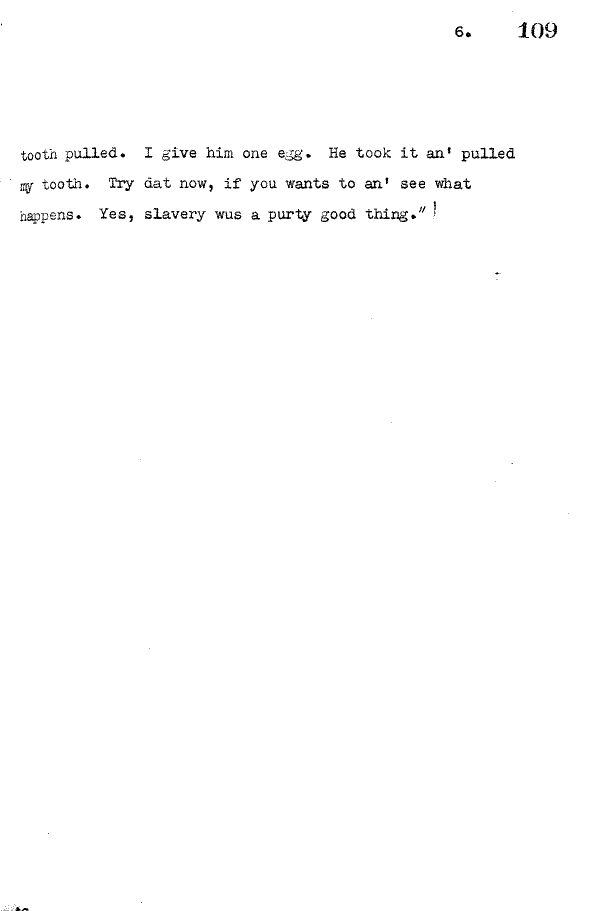 6. 109
tooth pulled. I give him one egg. He took it an' pulled
my tooth. Try dat now, if you wants to an' see what
happens. Yes, slavery wus a purty good thing."